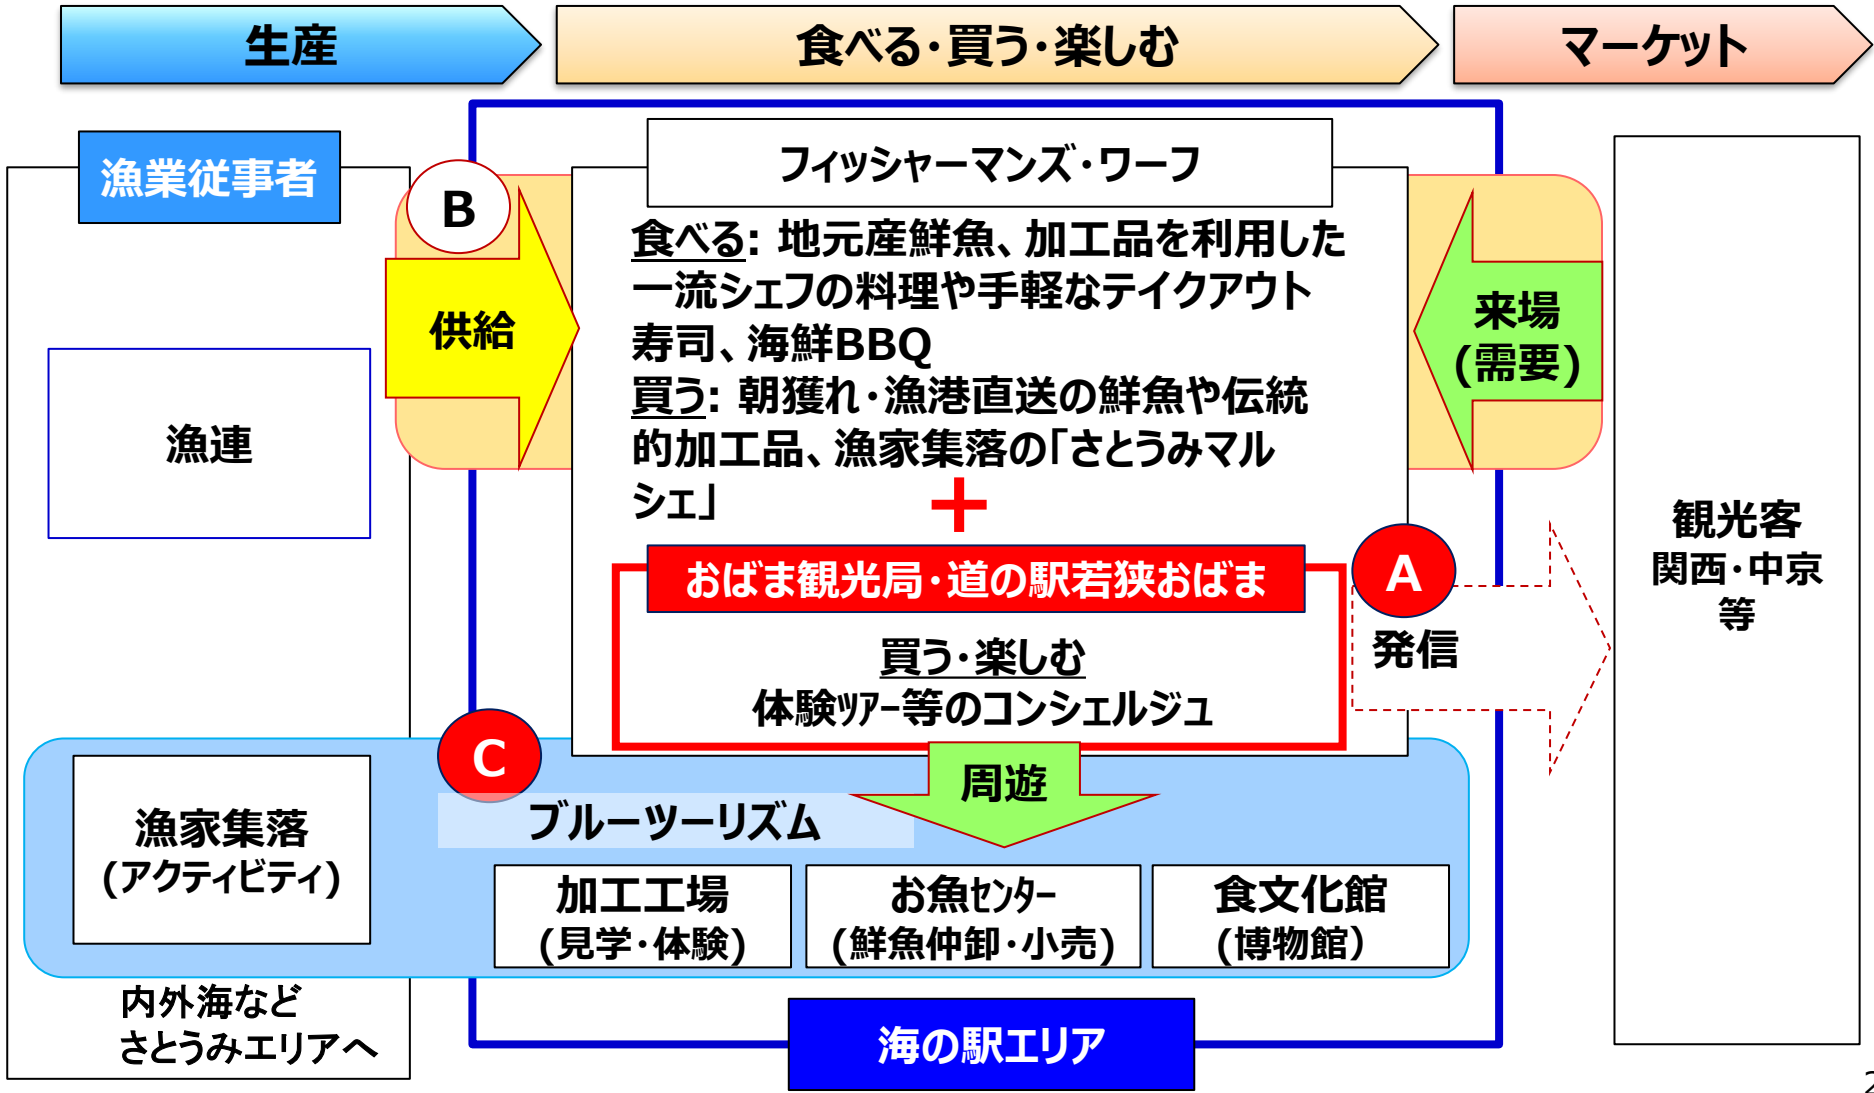 生産
食べる・買う・楽しむ
マーケット
漁業従事者
漁連
B
供給
フィッシャーマンズ・ワーフ
食べる: 地元産鮮魚、加工品を利用した
一流シェフの料理や手軽なテイクアウト
寿司、海鮮BBQ
買う: 朝獲れ・漁港直送の鮮魚や伝統
的加工品、漁家集落の「さとうみマル
シェ」
+
来場
(需要)
おばま観光局・道の駅若狭おばま
買う・楽しむ
体験ツアー等のコンシェルジュ
A
発信
観光客
関西・中京
等
C
周遊
ブルーツーリズム
漁家集落
(アクティビティ)
加工工場
(見学・体験)
お魚センター
(鮮魚仲卸・小売)
食文化館
(博物館)
内外海など
さとうみエリアへ
海の駅エリア